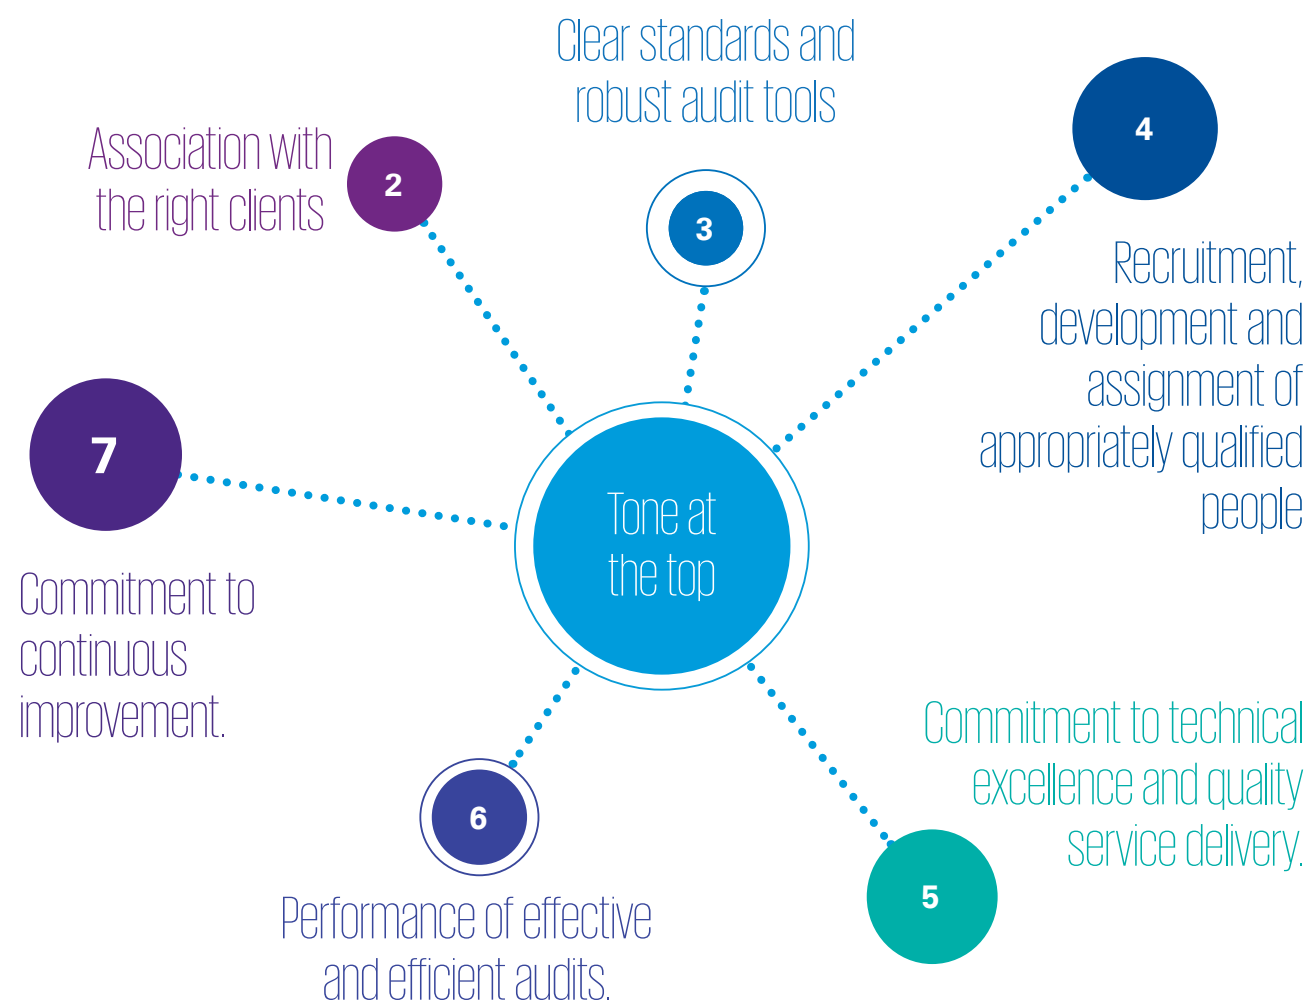 Clear standards and
robust audit tools
4
Association with
the right clients
2
3
Recruitment,
development and
assignment of
appropriately qualified
people
7
Tone at
the top
Commitment to
continuous
improvement.
Commitment to technical
excellence and quality
service delivery.
6
5
Performance of effective
and efficient audits.